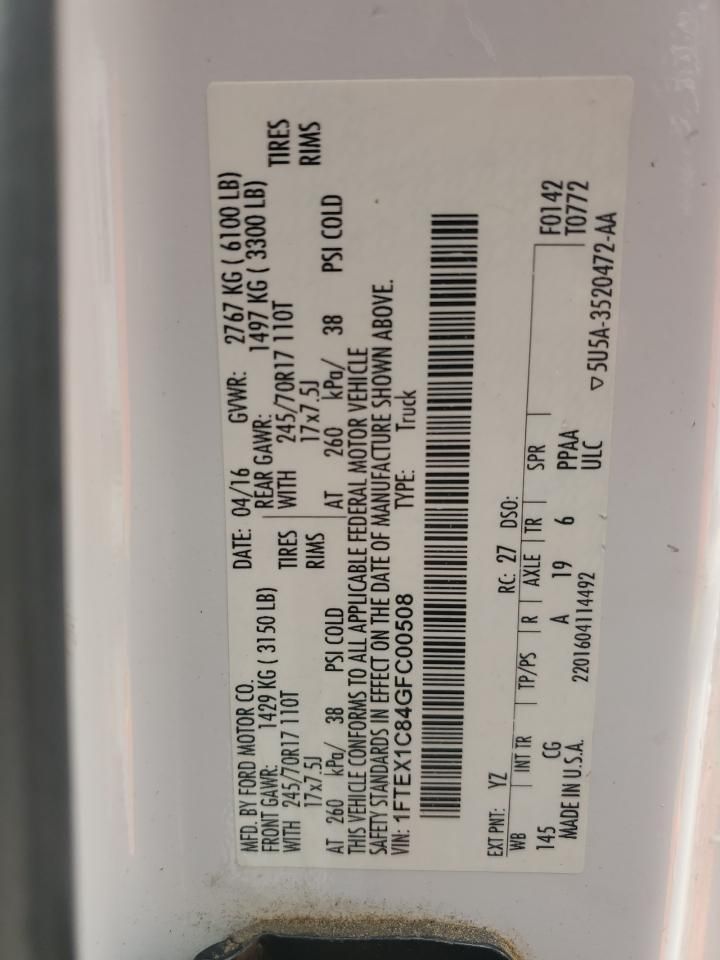 MFD. BY FORD MOTOR CO.
DATE: 04/16 GVWR: 2767 KG ( 6100 LB)
FRONT GAWR: 1429 KG ( 3150 LB)
REAR GAWR: 1497 KG ( 3300 LB)
WITH 245/70R17 110T TIRES
WITH 245/70R17 110T TIRES
17x7.5J RIMS
17x7.5J RIMS
AT 260 kPa/ 38 PSI COLD
AT 260 kPa/ 38 PSI COLD
THIS VEHICLE CONFORMS TO ALL APPLICABLE FEDERAL MOTOR VEHICLE
SAFETY STANDARDS IN EFFECT ON THE DATE OF MANUFACTURE SHOWN ABOVE.
VIN: 1FTEX1C84GFC00508 TYPE: Truck
EXT PNT: YZ RC: 27 DSO:
WB INT TR TP/PS R AXLE TR SPR F0142
145 CG A 19 6 PPAA T0772
MADE IN U.S.A. 2201604114492 ULC
▽5U5A-3520472-AA